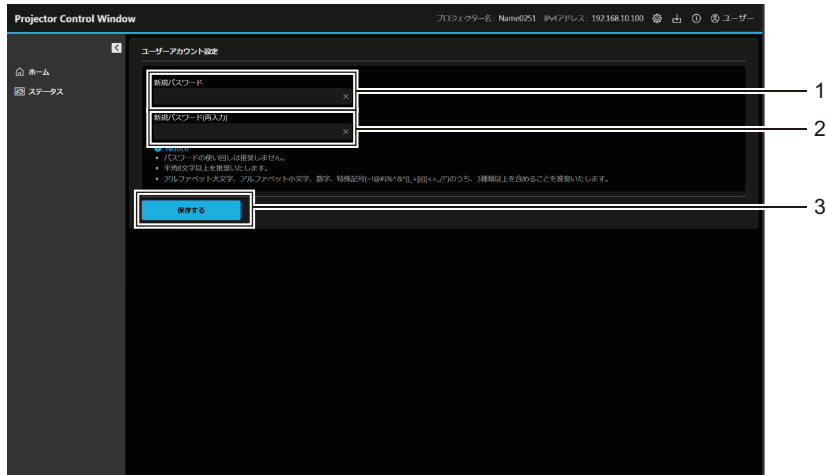 Projector Control Window
プロジェクター名: Name0251 IPv4アドレス: 192.168.10.100 ユーザー
ホーム
ステータス
ユーザーアカウント設定
新規パスワード
1
新規パスワード(再入力)
2
Notice
パスワードの使い回しは推奨しません。
半角8文字以上を推奨いたします。
アルファベット大文字、アルファベット小文字、数字、のうち、3種類以上を含めることを推奨いたします。
保存する
3